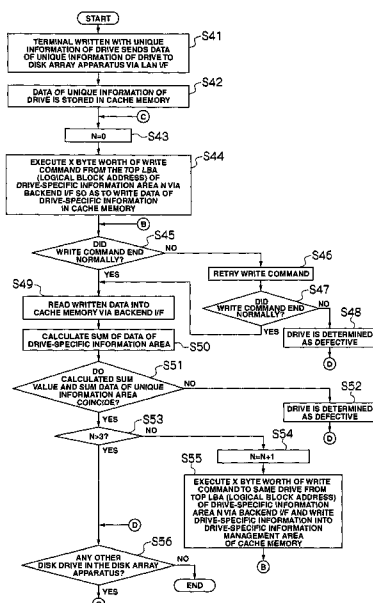 START
S41
TERMINAL WRITTEN WITH UNIQUE
INFORMATION OF DRIVE SENDS DATA
OF UNIQUE INFORMATION OF DRIVE TO
DISK ARRAY APPARATUS VIA LAN I/F
S42
DATA OF UNIQUE INFORMATION OF
DRIVE IS STORED IN CACHE MEMORY
C
S43
N=0
S44
EXECUTE X BYTE WORTH OF WRITE
COMMAND FROM THE TOP LBA
(LOGICAL BLOCK ADDRESS) OF
DRIVE-SPECIFIC INFORMATION AREA N VIA
BACKEND I/F SO AS TO WRITE DATA OF
DRIVE-SPECIFIC INFORMATION
IN CACHE MEMORY
B
S45
DID
WRITE COMMAND END
NORMALLY?
NO
YES
S46
RETRY WRITE COMMAND
S47
DID
WRITE COMMAND END
NORMALLY?
NO
YES
S48
DRIVE IS DETERMINED
AS DEFECTIVE
D
S49
READ WRITTEN DATA INTO
CACHE MEMORY VIA BACKEND I/F
S50
CALCULATE SUM OF DATA OF
DRIVE-SPECIFIC INFORMATION AREA
S51
DO
CALCULATED SUM
VALUE AND SUM DATA OF UNIQUE
INFORMATION AREA
COINCIDE?
NO
YES
S52
DRIVE IS DETERMINED
AS DEFECTIVE
D
S53
N>3?
NO
YES
S54
N=N+1
S55
EXECUTE X BYTE WORTH OF WRITE
COMMAND TO SAME DRIVE FROM
TOP LBA (LOGICAL BLOCK ADDRESS)
OF DRIVE-SPECIFIC INFORMATION
AREA N VIA BACKEND I/F AND WRITE
DRIVE-SPECIFIC INFORMATION INTO
DRIVE-SPECIFIC INFORMATION
MANAGEMENT AREA
OF CACHE MEMORY
B
D
S56
ANY OTHER
DISK DRIVE IN THE DISK ARRAY
APPARATUS?
NO
END
YES